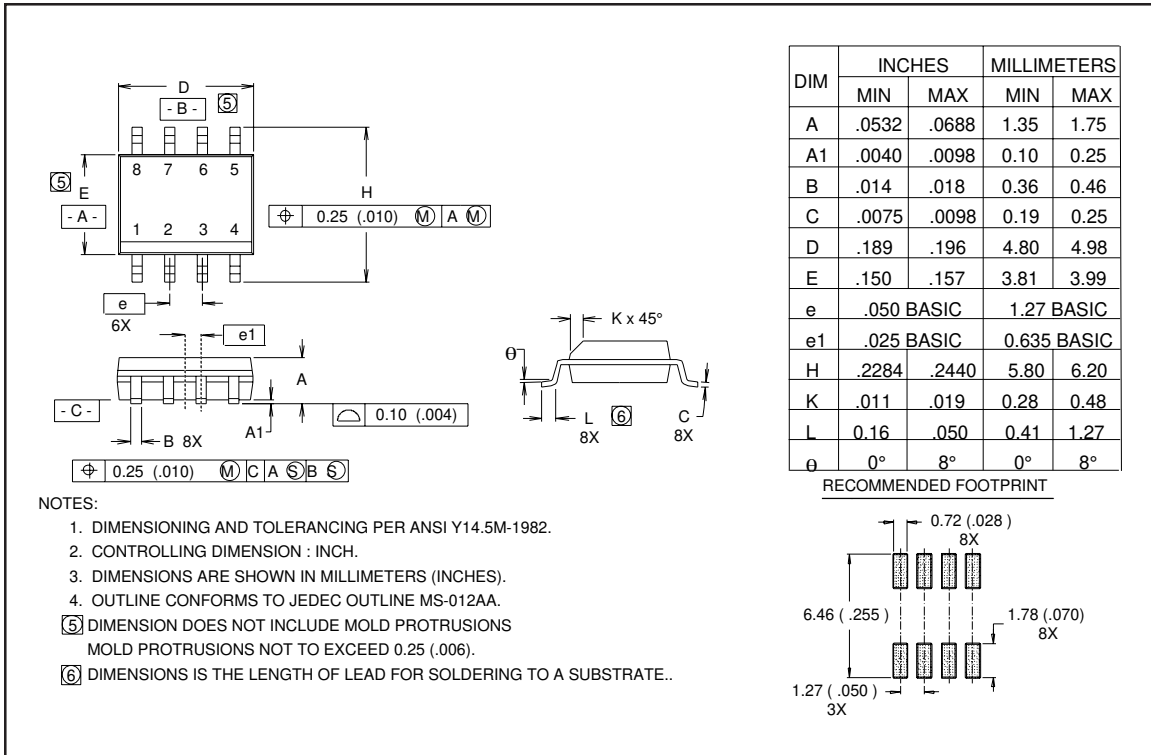 D
- B - 5
8 7 6 5
5 E
- A -
H
⌖ 0.25 (.010) Ⓜ A Ⓜ
1 2 3 4
e
6X
e1
A
- C -
B 8X
A1
⌓ 0.10 (.004)
⌖ 0.25 (.010) Ⓜ C A Ⓢ B Ⓢ
K x 45°
θ
L 6
8X
C
8X
DIM INCHES MILLIMETERS
MIN MAX MIN MAX
A .0532 .0688 1.35 1.75
A1 .0040 .0098 0.10 0.25
B .014 .018 0.36 0.46
C .0075 .0098 0.19 0.25
D .189 .196 4.80 4.98
E .150 .157 3.81 3.99
e .050 BASIC 1.27 BASIC
e1 .025 BASIC 0.635 BASIC
H .2284 .2440 5.80 6.20
K .011 .019 0.28 0.48
L 0.16 .050 0.41 1.27
θ 0° 8° 0° 8°
NOTES:
1. DIMENSIONING AND TOLERANCING PER ANSI Y14.5M-1982.
2. CONTROLLING DIMENSION : INCH.
3. DIMENSIONS ARE SHOWN IN MILLIMETERS (INCHES).
4. OUTLINE CONFORMS TO JEDEC OUTLINE MS-012AA.
5 DIMENSION DOES NOT INCLUDE MOLD PROTRUSIONS
MOLD PROTRUSIONS NOT TO EXCEED 0.25 (.006).
6 DIMENSIONS IS THE LENGTH OF LEAD FOR SOLDERING TO A SUBSTRATE..
RECOMMENDED FOOTPRINT
0.72 (.028 )
8X
6.46 ( .255 )
1.78 (.070)
8X
1.27 ( .050 )
3X